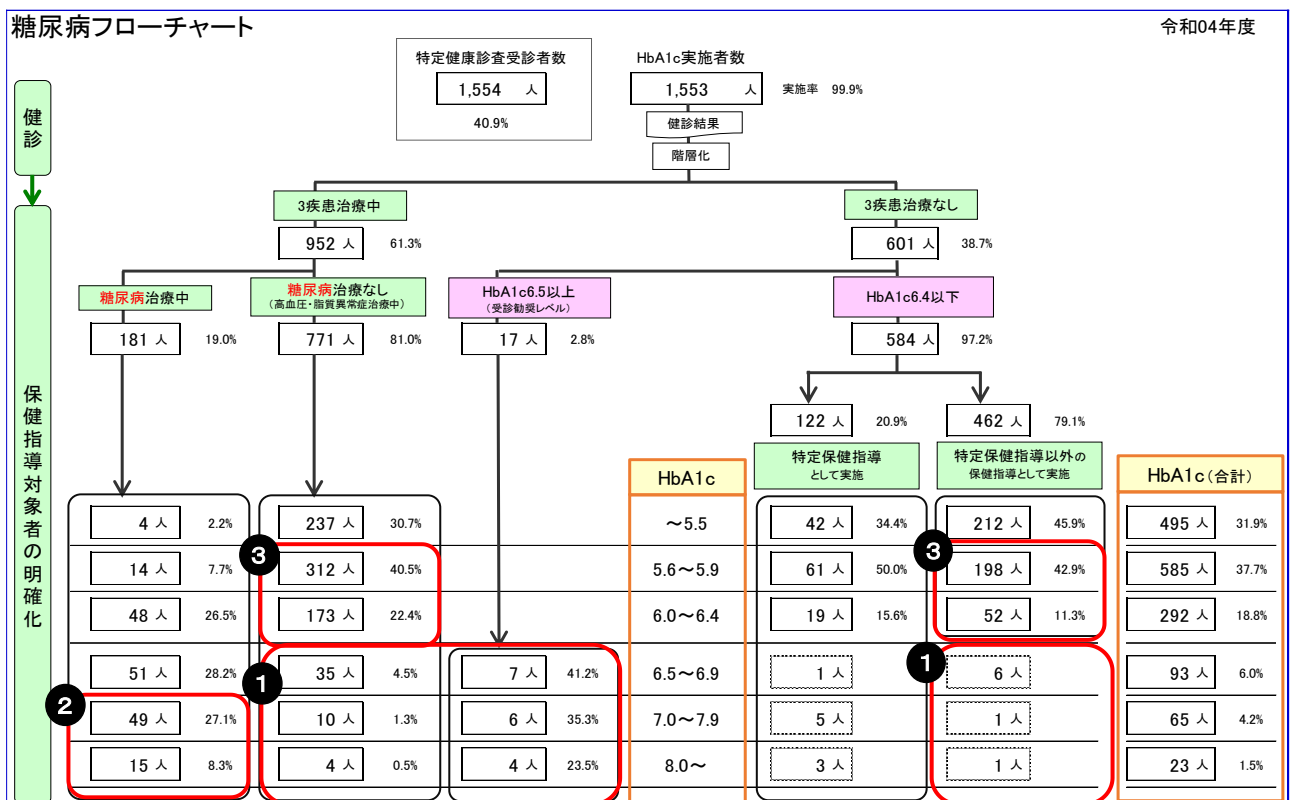 糖尿病フローチャート
令和04年度
特定健康診査受診者数
1,554 人
40.9%
HbA1c実施者数
1,553 人 実施率 99.9%
健診結果
階層化
健診
3疾患治療中
952 人 61.3%
3疾患治療なし
601 人 38.7%
糖尿病治療中
181 人 19.0%
糖尿病治療なし
(高血圧・脂質異常症治療中)
771 人 81.0%
HbA1c6.5以上
(受診勧奨レベル)
17 人 2.8%
HbA1c6.4以下
584 人 97.2%
122 人 20.9%
462 人 79.1%
特定保健指導
として実施
特定保健指導以外の
保健指導として実施
保健指導対象者の明確化
HbA1c
HbA1c(合計)
4 人 2.2% 237 人 30.7% ～5.5 42 人 34.4% 212 人 45.9% 495 人 31.9%
3 3
14 人 7.7% 312 人 40.5% 5.6～5.9 61 人 50.0% 198 人 42.9% 585 人 37.7%
48 人 26.5% 173 人 22.4% 6.0～6.4 19 人 15.6% 52 人 11.3% 292 人 18.8%
1 1
51 人 28.2% 35 人 4.5% 7 人 41.2% 6.5～6.9 1 人 6 人 93 人 6.0%
2
49 人 27.1% 10 人 1.3% 6 人 35.3% 7.0～7.9 5 人 1 人 65 人 4.2%
15 人 8.3% 4 人 0.5% 4 人 23.5% 8.0～ 3 人 1 人 23 人 1.5%